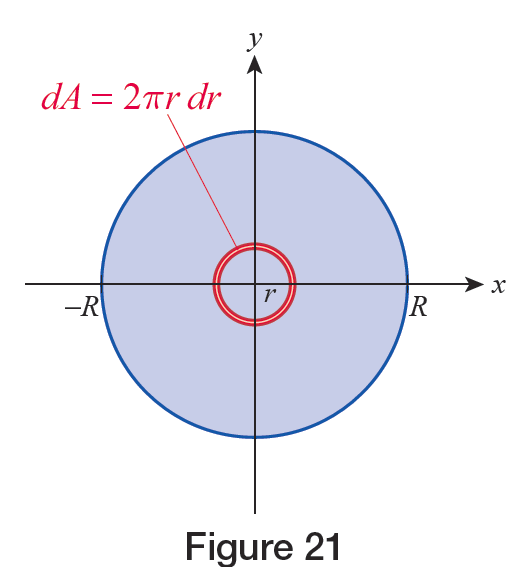 y
dA = 2πr dr
x
r
−R
R
Figure 21